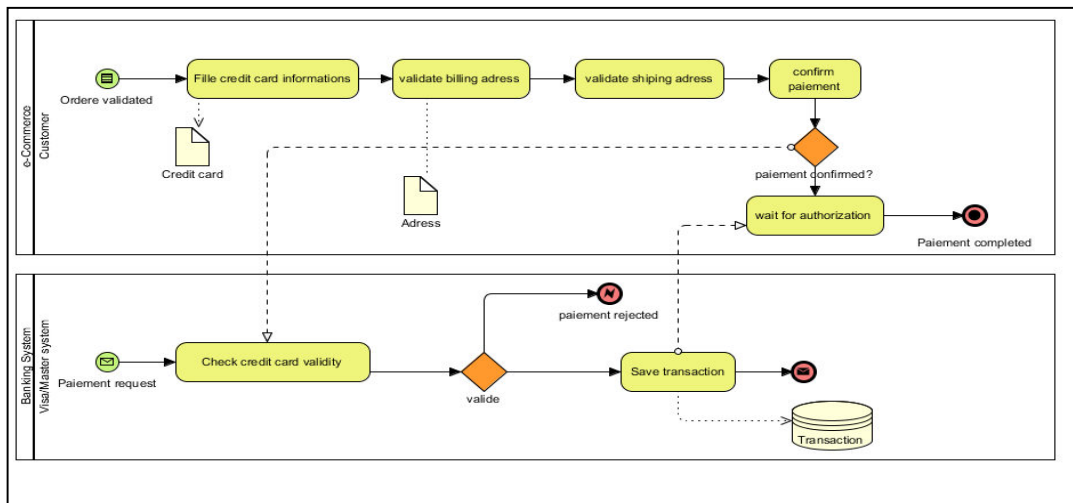 e-Commerce
Customer
Ordere validated
Fille credit card informations
validate billing adress
validate shiping adress
confirm
paiement
Credit card
Adress
paiement confirmed?
wait for authorization
Paiement completed
Banking System
Visa/Master system
Paiement request
Check credit card validity
valide
paiement rejected
Save transaction
Transaction